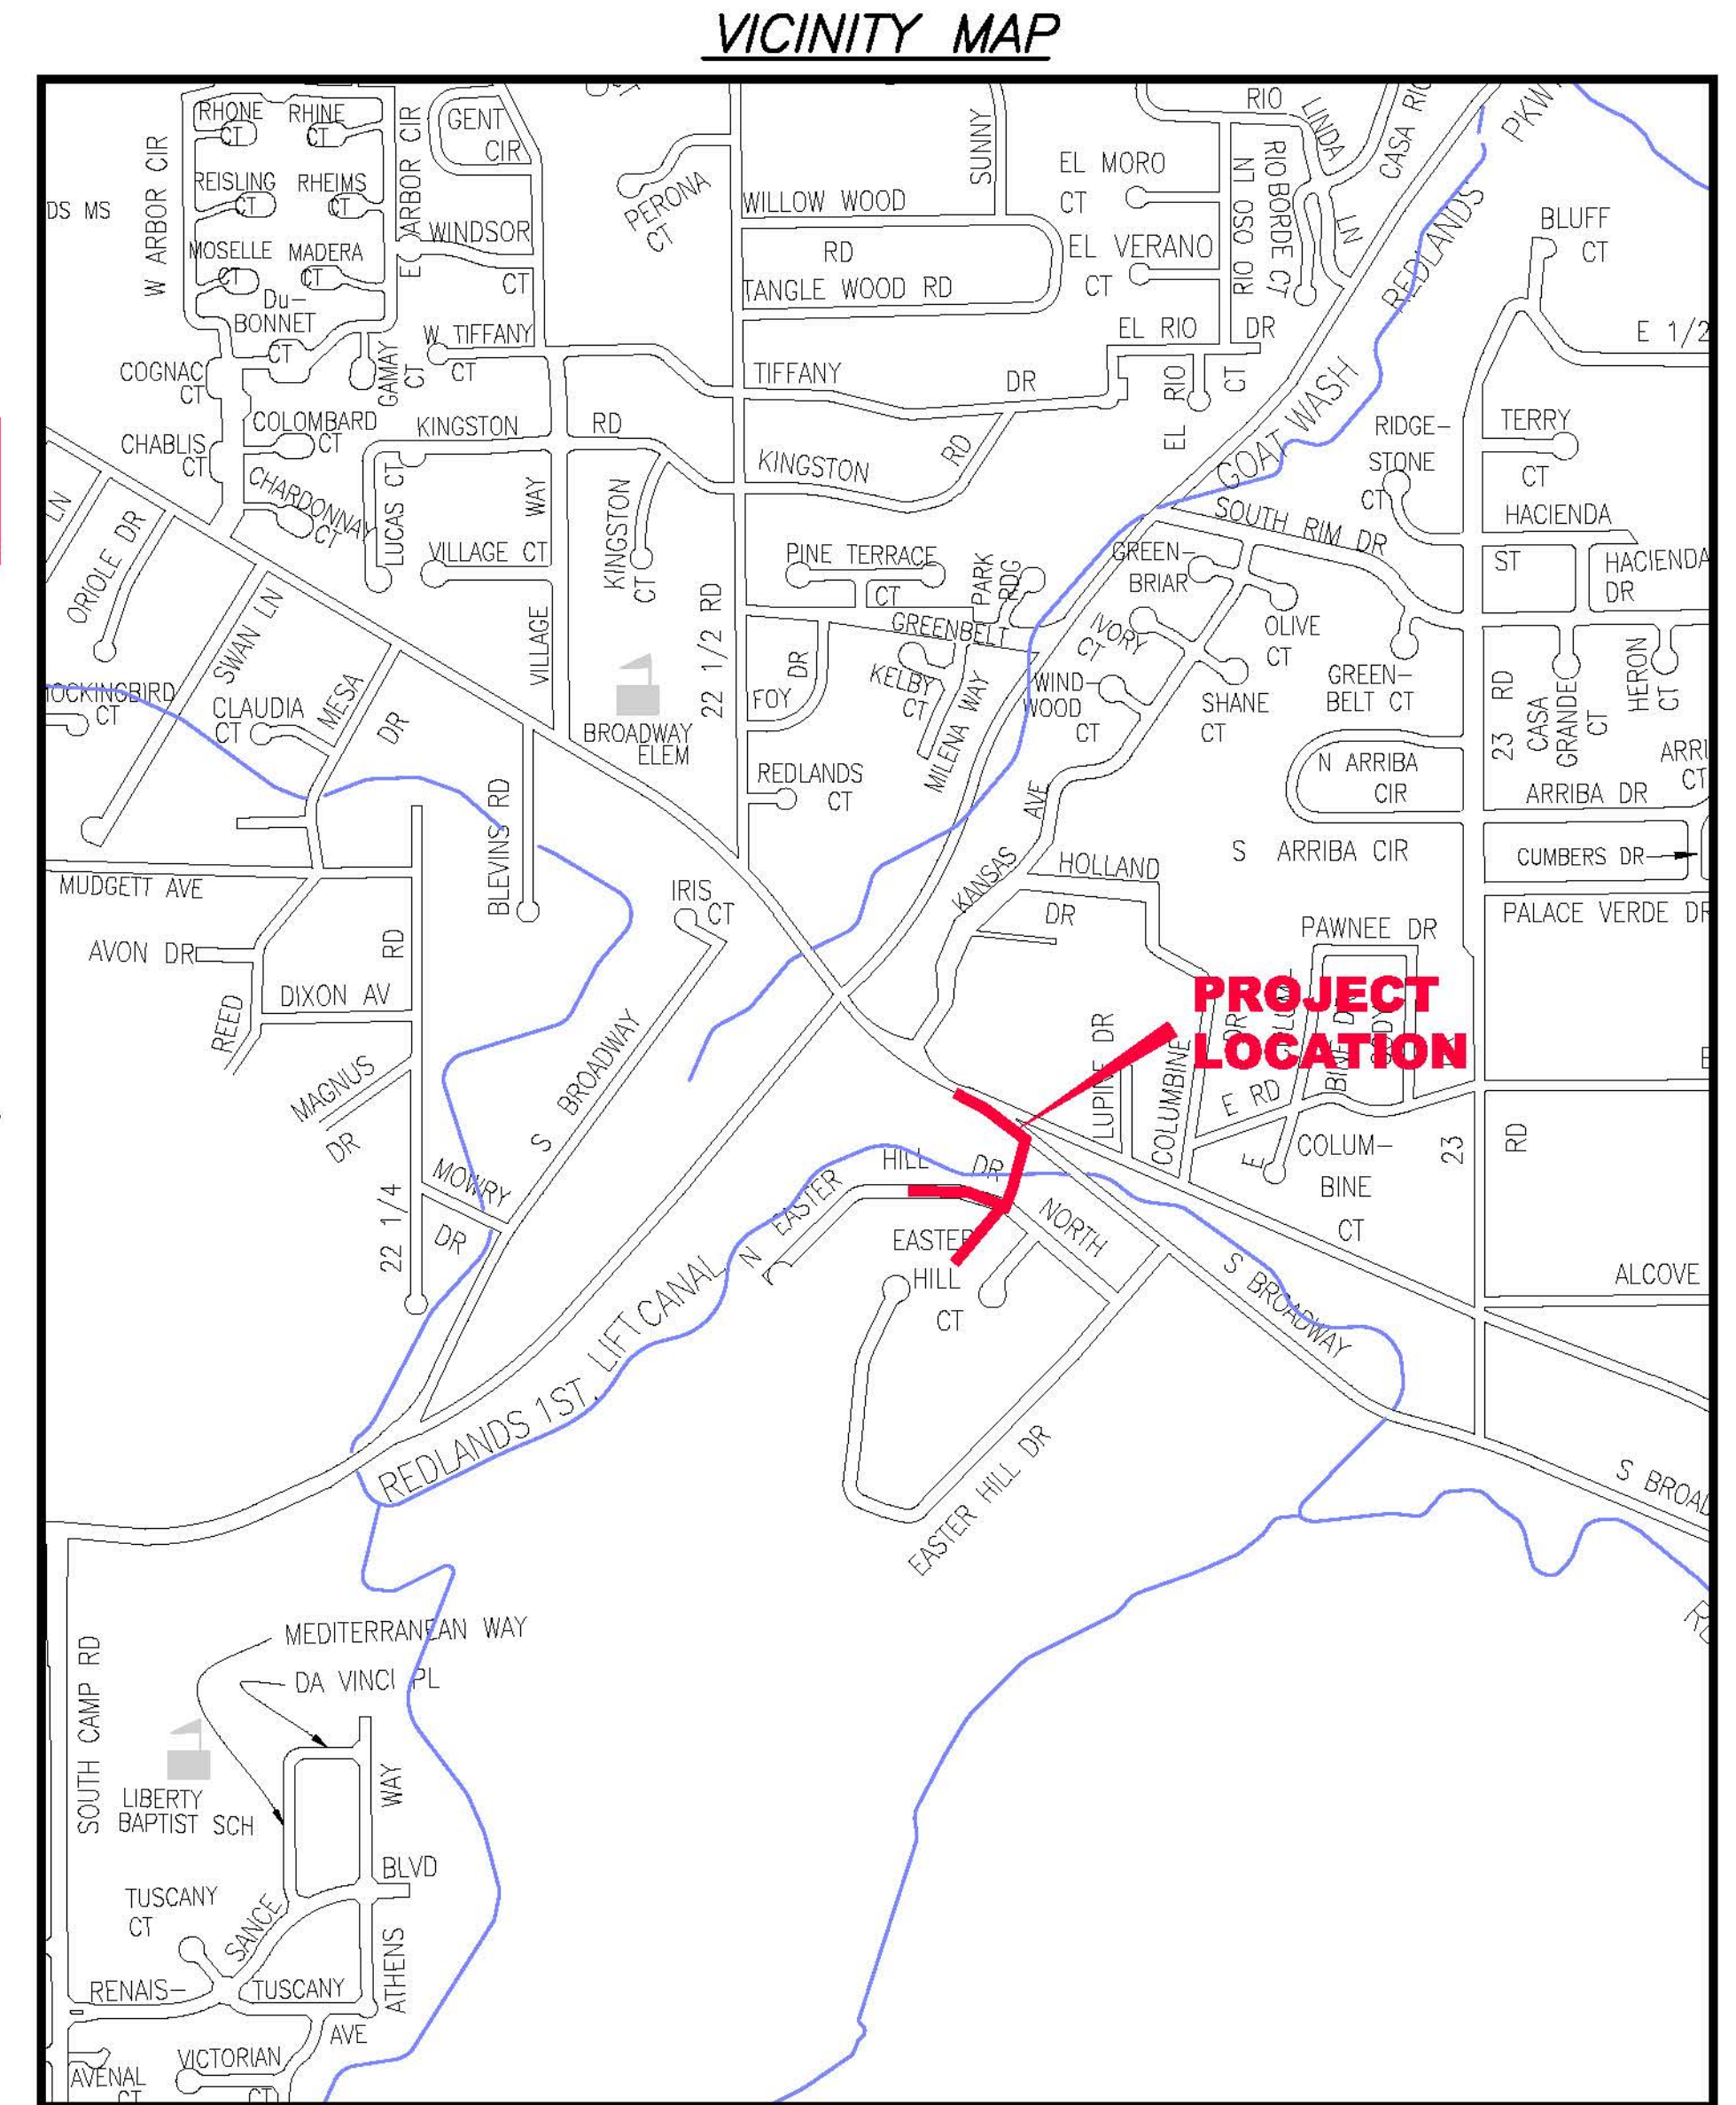 VICINITY MAP
RHONE
CT
RHINE
CT
W ARBOR CIR
E ARBOR CIR
GENT
CIR
REISLING
CT
RHEIMS
CT
DS MS
MOSELLE
CT
MADERA
CT
WINDSOR
CT
Du-
BONNET
CT
W TIFFANY
CT
GAMAY
CT
COGNAC
CT
COLOMBARD
CT
CHABLIS
CT
CHARDONNAY
CT
PERONA
CT
SUNNY
WILLOW WOOD
RD
TANGLE WOOD RD
EL MORO
CT
EL VERANO
CT
RIO
LINDA
LN
CASA RIO
RIO OSO LN
RIO BORDE CT
EL RIO DR
EL RIO
CT
REDLANDS
PKWY
BLUFF
CT
E 1/2
TIFFANY DR
KINGSTON RD
KINGSTON
RD
GOAT WASH
RIDGE-
STONE
CT
TERRY
CT
HACIENDA
ST
HACIENDA
DR
SOUTH RIM DR
LN
ORIOLE DR
LUCAS CT
VILLAGE CT
VILLAGE
WAY
KINGSTON
CT
22 1/2 RD
PINE TERRACE
CT
PARK
RDG
GREENBELT
GREEN-
BRIAR
IVORY
CT
OLIVE
CT
SWAN LN
MESA
DR
CLAUDIA
CT
OCKINGBIRD
CT
BROADWAY
ELEM
FOY
DR
KELBY
CT
MILENA WAY
WIND-
WOOD
CT
SHANE
CT
GREEN-
BELT CT
23 RD
CASA
GRANDE
CT
HERON
CT
REDLANDS
CT
N ARRIBA
CIR
ARRI
CT
ARRIBA DR
S ARRIBA CIR
CUMBERS DR
BLEVINS RD
MUDGETT AVE
KANSAS
AVE
HOLLAND
DR
IRIS
CT
PALACE VERDE DR
PAWNEE DR
AVON DR
RD
REED
DIXON AV
PROJECT
LOCATION
LUPINE DR
COLUMBINE
DR
MAGNUS
DR
S BROADWAY
E RD
COLUM-
BINE
CT
E
23
RD
MOWRY
DR
22 1/4
N EASTER
HILL
DR
EASTER
HILL
CT
NORTH
S BROADWAY
ALCOVE
REDLANDS 1ST. LIFT CANAL
EASTER HILL DR
S BROAD
MEDITERRANEAN WAY
DA VINCI PL
SOUTH CAMP RD
LIBERTY
BAPTIST SCH
WAY
BLVD
TUSCANY
CT
SANCE
ATHENS
RENAIS-
TUSCANY
AVE
VICTORIAN
CT
AVENAL
CT